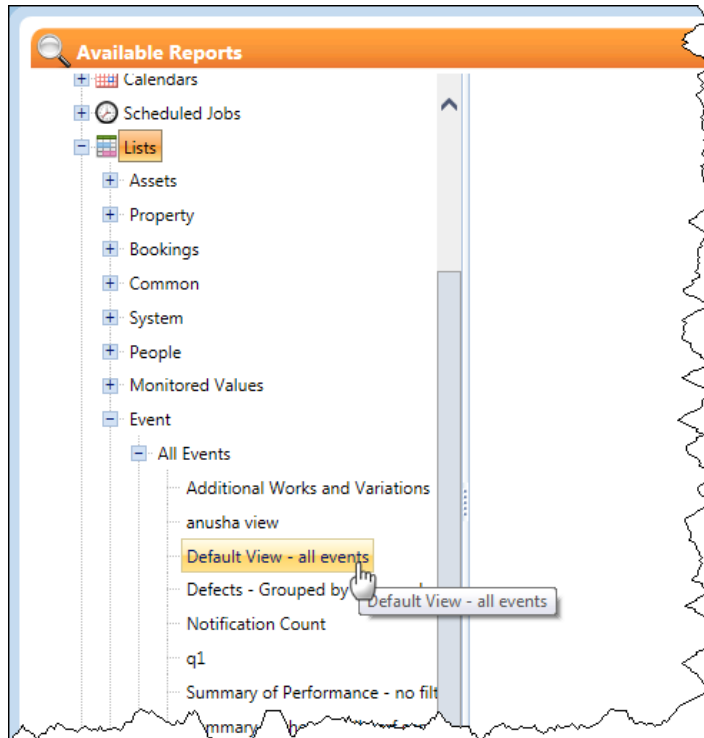 Available Reports
Calendars
Scheduled Jobs
Lists
Assets
Property
Bookings
Common
System
People
Monitored Values
Event
All Events
Additional Works and Variations
anusha view
Default View - all events
Defects - Grouped by
Default View - all events
Notification Count
q1
Summary of Performance - no filt